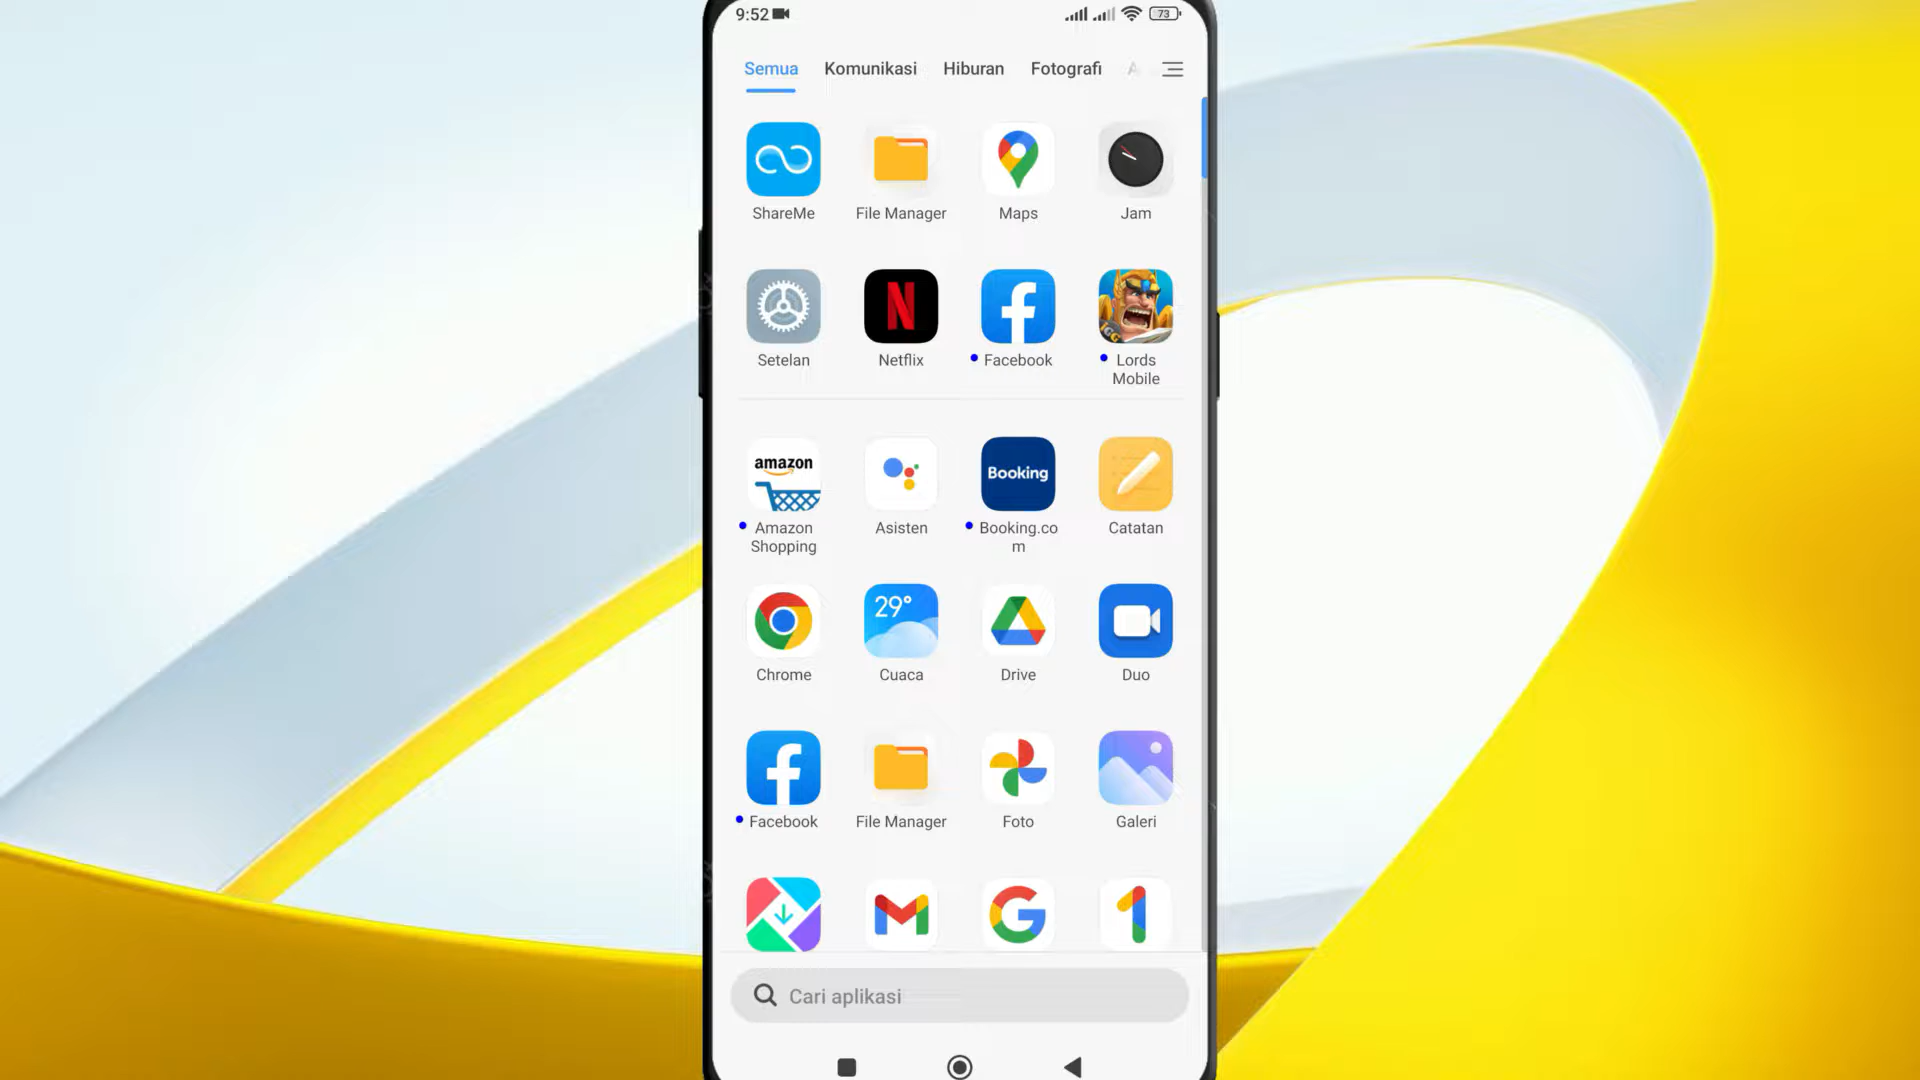 9:52
73
Semua Komunikasi Hiburan Fotografi A
ShareMe File Manager Maps Jam
IGG
Setelan Netflix Facebook Lords
Mobile
amazon Booking
Amazon Asisten Booking.co Catatan
Shopping m
29°
Chrome Cuaca Drive Duo
Facebook File Manager Foto Galeri
Cari aplikasi